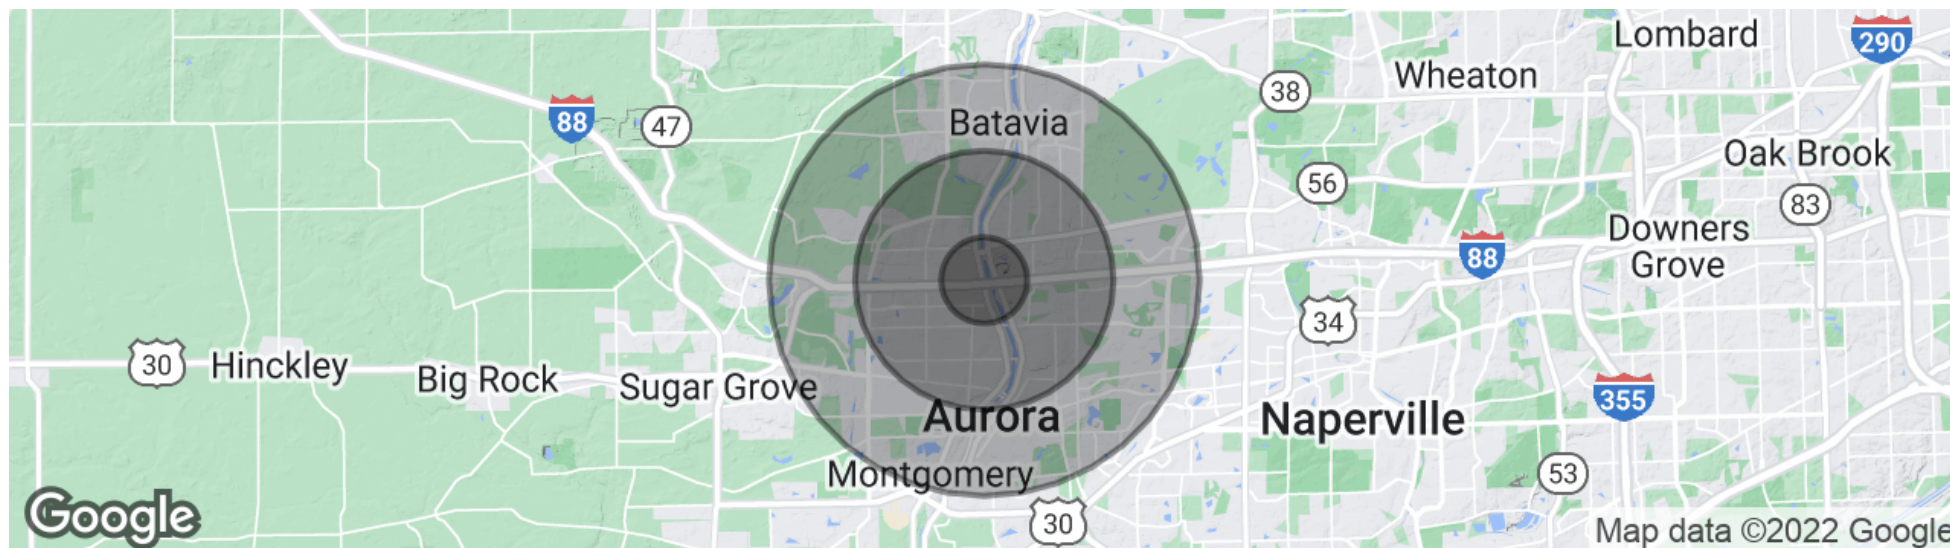 Lombard
290
Wheaton
38
88
47
Batavia
Oak Brook
56
83
Downers
Grove
88
34
30
Hinckley
Big Rock
Sugar Grove
355
Aurora
Naperville
Montgomery
53
30
Google
Map data ©2022 Google